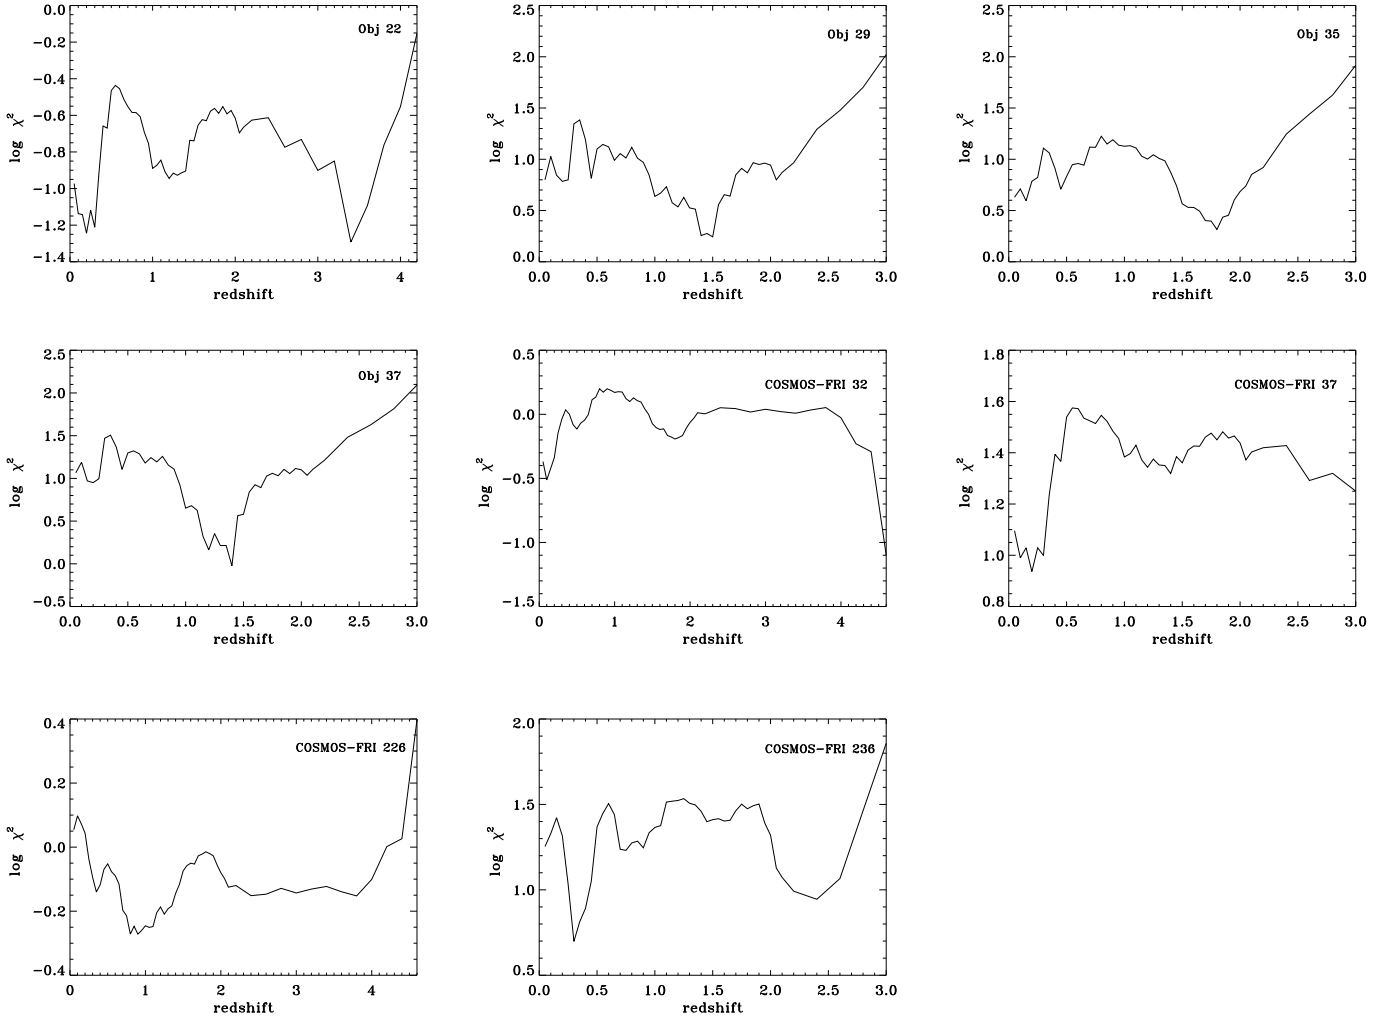 0.0
−0.2
−0.4
−0.6
−0.8
−1.0
−1.2
−1.4
log χ²
Obj 22
0 1 2 3 4
redshift
2.5
2.0
1.5
1.0
0.5
0.0
log χ²
Obj 29
0.0 0.5 1.0 1.5 2.0 2.5 3.0
redshift
2.5
2.0
1.5
1.0
0.5
0.0
log χ²
Obj 35
0.0 0.5 1.0 1.5 2.0 2.5 3.0
redshift
2.5
2.0
1.5
1.0
0.5
0.0
−0.5
log χ²
Obj 37
0.0 0.5 1.0 1.5 2.0 2.5 3.0
redshift
0.5
0.0
−0.5
−1.0
−1.5
log χ²
COSMOS−FRI 32
0 1 2 3 4
redshift
1.8
1.6
1.4
1.2
1.0
0.8
log χ²
COSMOS−FRI 37
0.0 0.5 1.0 1.5 2.0 2.5 3.0
redshift
0.4
0.2
0.0
−0.2
−0.4
log χ²
COSMOS−FRI 226
0 1 2 3 4
redshift
2.0
1.5
1.0
0.5
log χ²
COSMOS−FRI 236
0.0 0.5 1.0 1.5 2.0 2.5 3.0
redshift